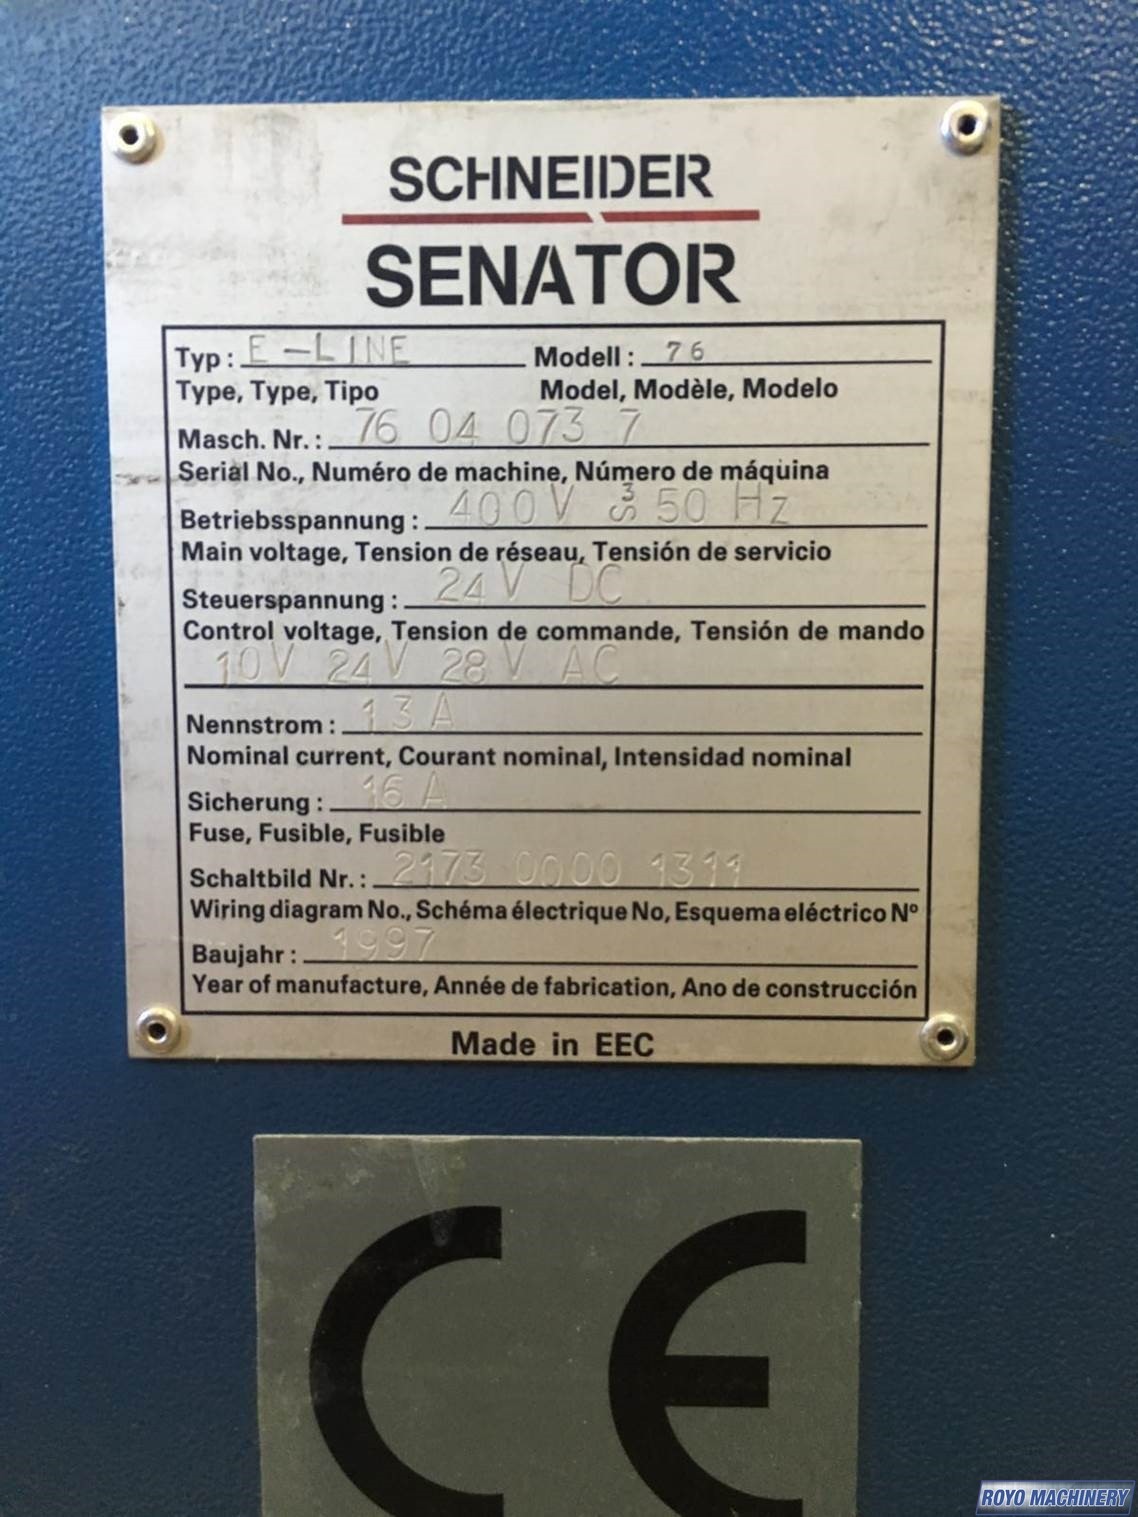 SCHNEIDER
SENATOR
Typ : E-LINE Modell : 76
Type, Type, Tipo Model, Modèle, Modelo
Masch. Nr. : 76 04 073 7
Serial No., Numéro de machine, Número de máquina
Betriebsspannung : 400V 3 50 Hz
Main voltage, Tension de réseau, Tensión de servicio
Steuerspannung : 24V DC
Control voltage, Tension de commande, Tensión de mando
10V 24V 28V AC
Nennstrom : 13A
Nominal current, Courant nominal, Intensidad nominal
Sicherung : 16 A
Fuse, Fusible, Fusible
Schaltbild Nr. : 2173 0000 1311
Wiring diagram No., Schéma électrique No, Esquema eléctrico Nº
Baujahr : 1997
Year of manufacture, Année de fabrication, Ano de construcción
Made in EEC
CE
ROYO MACHINERY